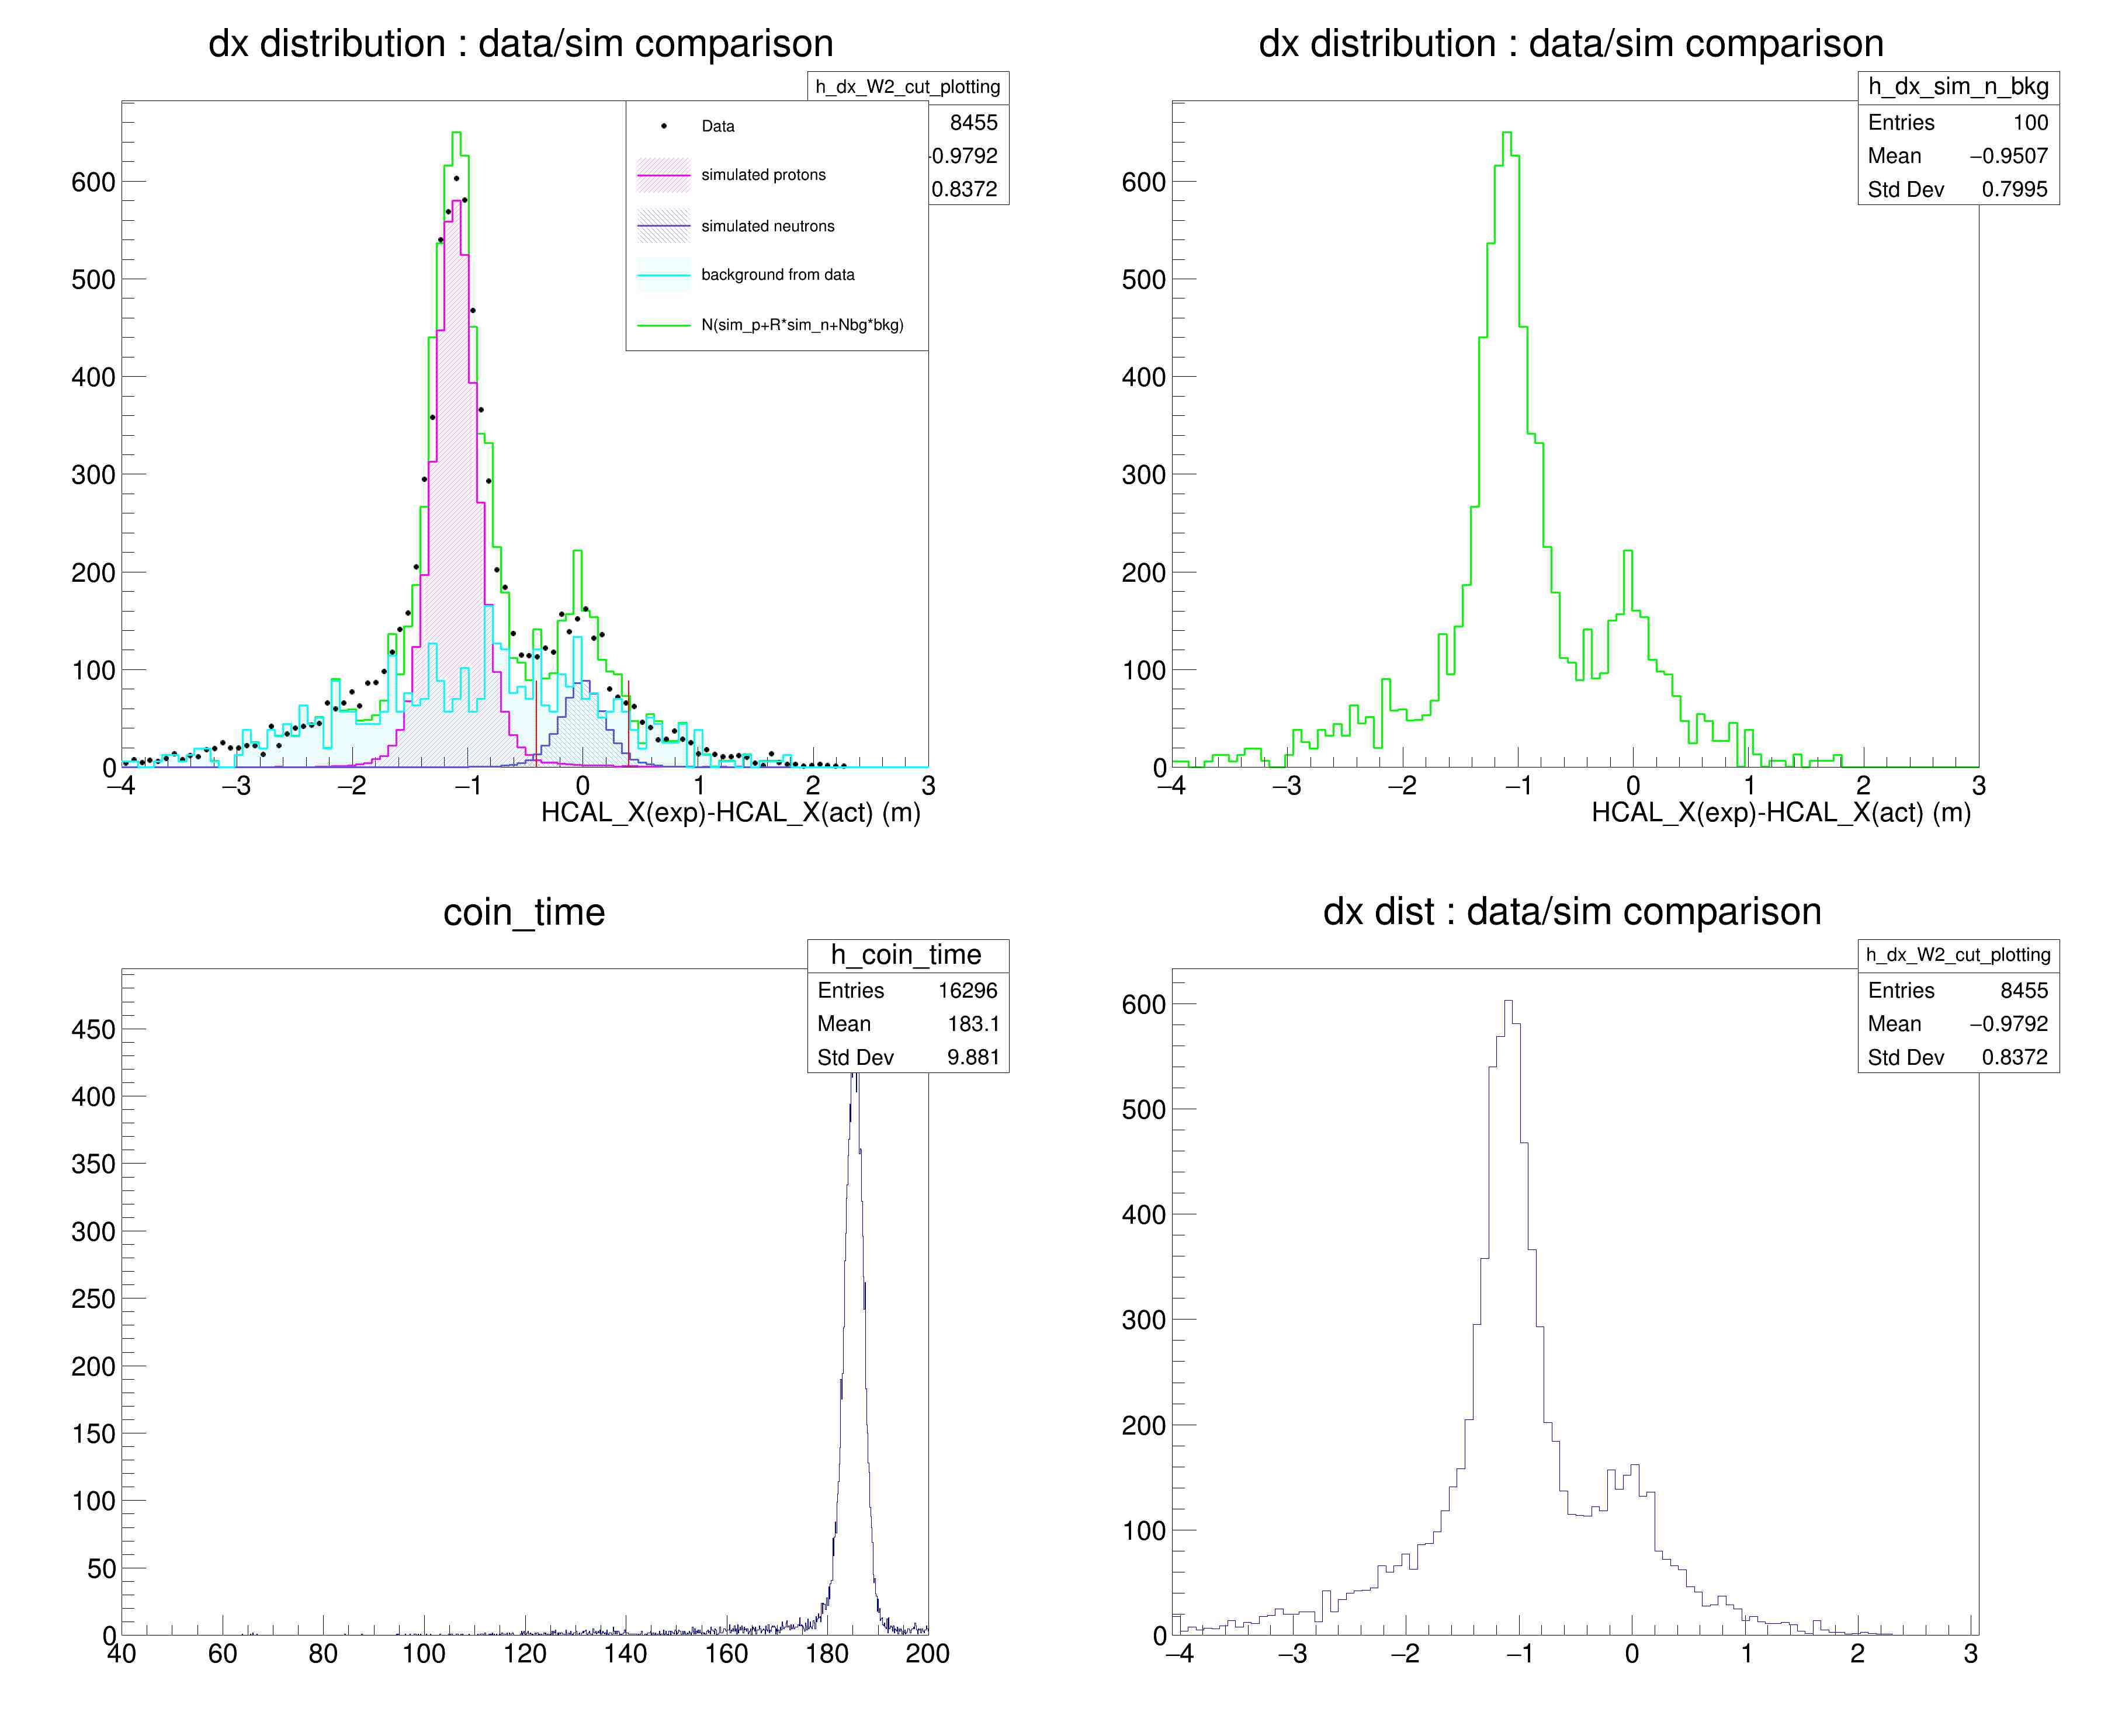 dx distribution : data/sim comparison
h_dx_W2_cut_plotting
8455
−0.9792
0.8372
Data
simulated protons
simulated neutrons
background from data
N(sim_p+R*sim_n+Nbg*bkg)
600
500
400
300
200
100
0
−4 −3 −2 −1 0 1 2 3
HCAL_X(exp)-HCAL_X(act) (m)
dx distribution : data/sim comparison
h_dx_sim_n_bkg
Entries 100
Mean −0.9507
Std Dev 0.7995
600
500
400
300
200
100
0
−4 −3 −2 −1 0 1 2 3
HCAL_X(exp)-HCAL_X(act) (m)
coin_time
h_coin_time
Entries 16296
Mean 183.1
Std Dev 9.881
450
400
350
300
250
200
150
100
50
0
40 60 80 100 120 140 160 180 200
dx dist : data/sim comparison
h_dx_W2_cut_plotting
Entries 8455
Mean −0.9792
Std Dev 0.8372
600
500
400
300
200
100
0
−4 −3 −2 −1 0 1 2 3